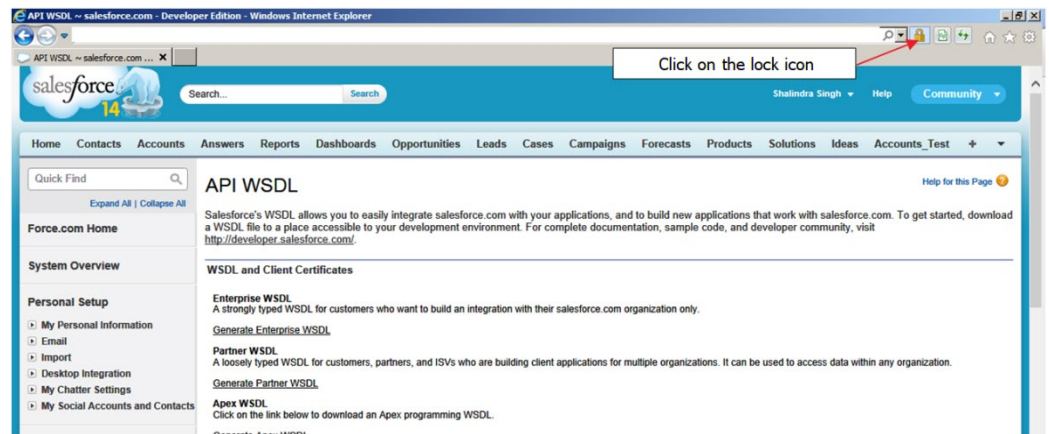 API WSDL ~ salesforce.com - Developer Edition - Windows Internet Explorer
API WSDL ~ salesforce.com ...
Click on the lock icon
salesforce
14
Search...
Search
Shalindra Singh
Help
Community
Home Contacts Accounts Answers Reports Dashboards Opportunities Leads Cases Campaigns Forecasts Products Solutions Ideas Accounts_Test +
Quick Find
Expand All | Collapse All
Force.com Home
System Overview
Personal Setup
My Personal Information
Email
Import
Desktop Integration
My Chatter Settings
My Social Accounts and Contacts
API WSDL
Help for this Page ?
Salesforce's WSDL allows you to easily integrate salesforce.com with your applications, and to build new applications that work with salesforce.com. To get started, download
a WSDL file to a place accessible to your development environment. For complete documentation, sample code, and developer community, visit
http://developer.salesforce.com/.
WSDL and Client Certificates
Enterprise WSDL
A strongly typed WSDL for customers who want to build an integration with their salesforce.com organization only.
Generate Enterprise WSDL
Partner WSDL
A loosely typed WSDL for customers, partners, and ISVs who are building client applications for multiple organizations. It can be used to access data within any organization.
Generate Partner WSDL
Apex WSDL
Click on the link below to download an Apex programming WSDL.
Generate Apex WSDL